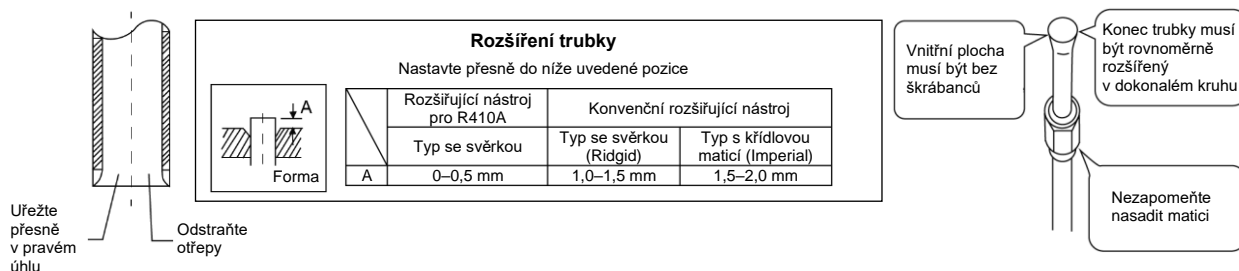 Uřežte
přesně
v pravém
úhlu
Odstraňte
otřepy
Rozšíření trubky
Nastavte přesně do níže uvedené pozice
A
Forma
Rozšiřující nástroj
pro R410A
Konvenční rozšiřující nástroj
Typ se svěrkou
Typ se svěrkou
(Ridgid)
Typ s křídlovou
maticí (Imperial)
A
0–0,5 mm
1,0–1,5 mm
1,5–2,0 mm
Vnitřní plocha
musí být bez
škrábanců
Konec trubky musí
být rovnoměrně
rozšířený
v dokonalém kruhu
Nezapomeňte
nasadit matici